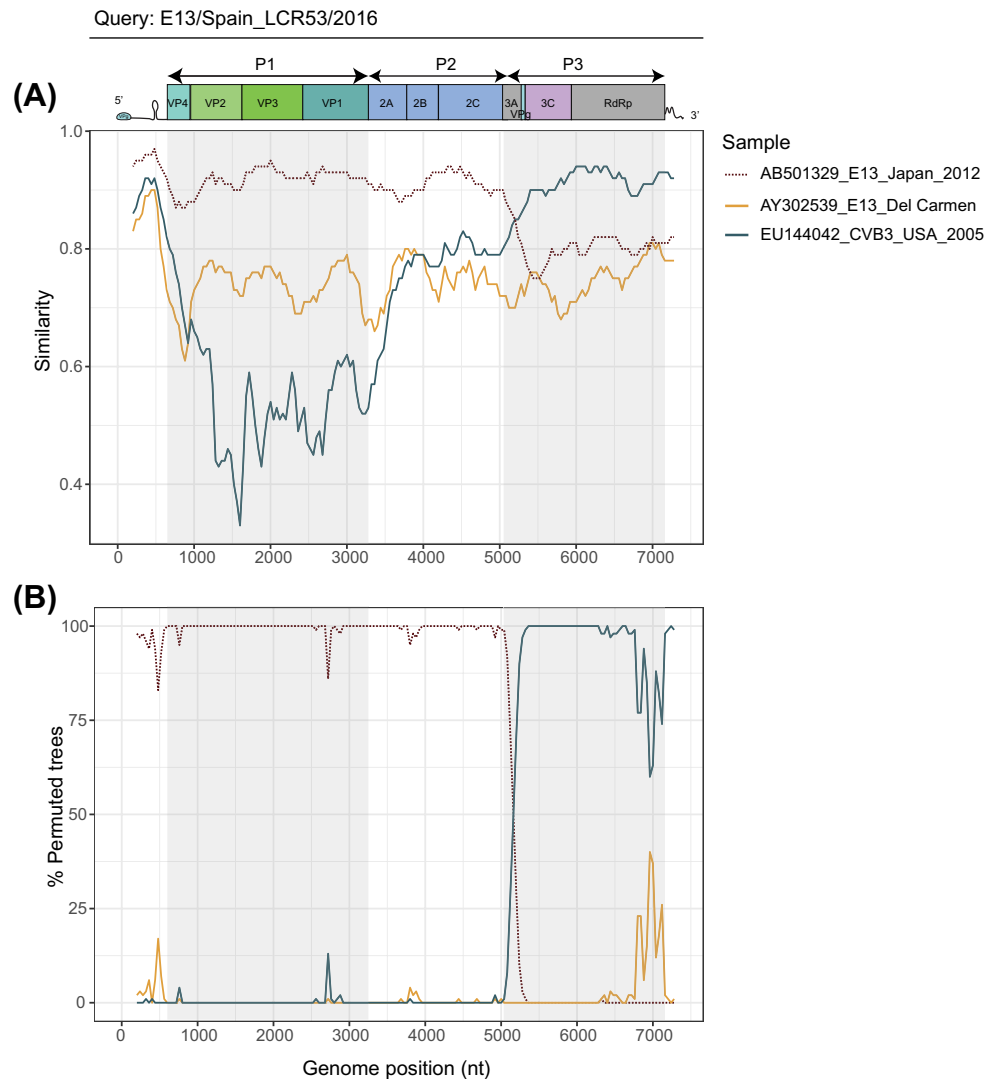 Query: E13/Spain_LCR53/2016
P1 P2 P3
(A)
5' VP4 VP2 VP3 VP1 2A 2B 2C 3A VPg 3C RdRp 3'
1.0
0.8
0.6
0.4
Similarity
0 1000 2000 3000 4000 5000 6000 7000
Sample
AB501329_E13_Japan_2012
AY302539_E13_Del Carmen
EU144042_CVB3_USA_2005
(B)
100
75
50
25
0
% Permuted trees
0 1000 2000 3000 4000 5000 6000 7000
Genome position (nt)